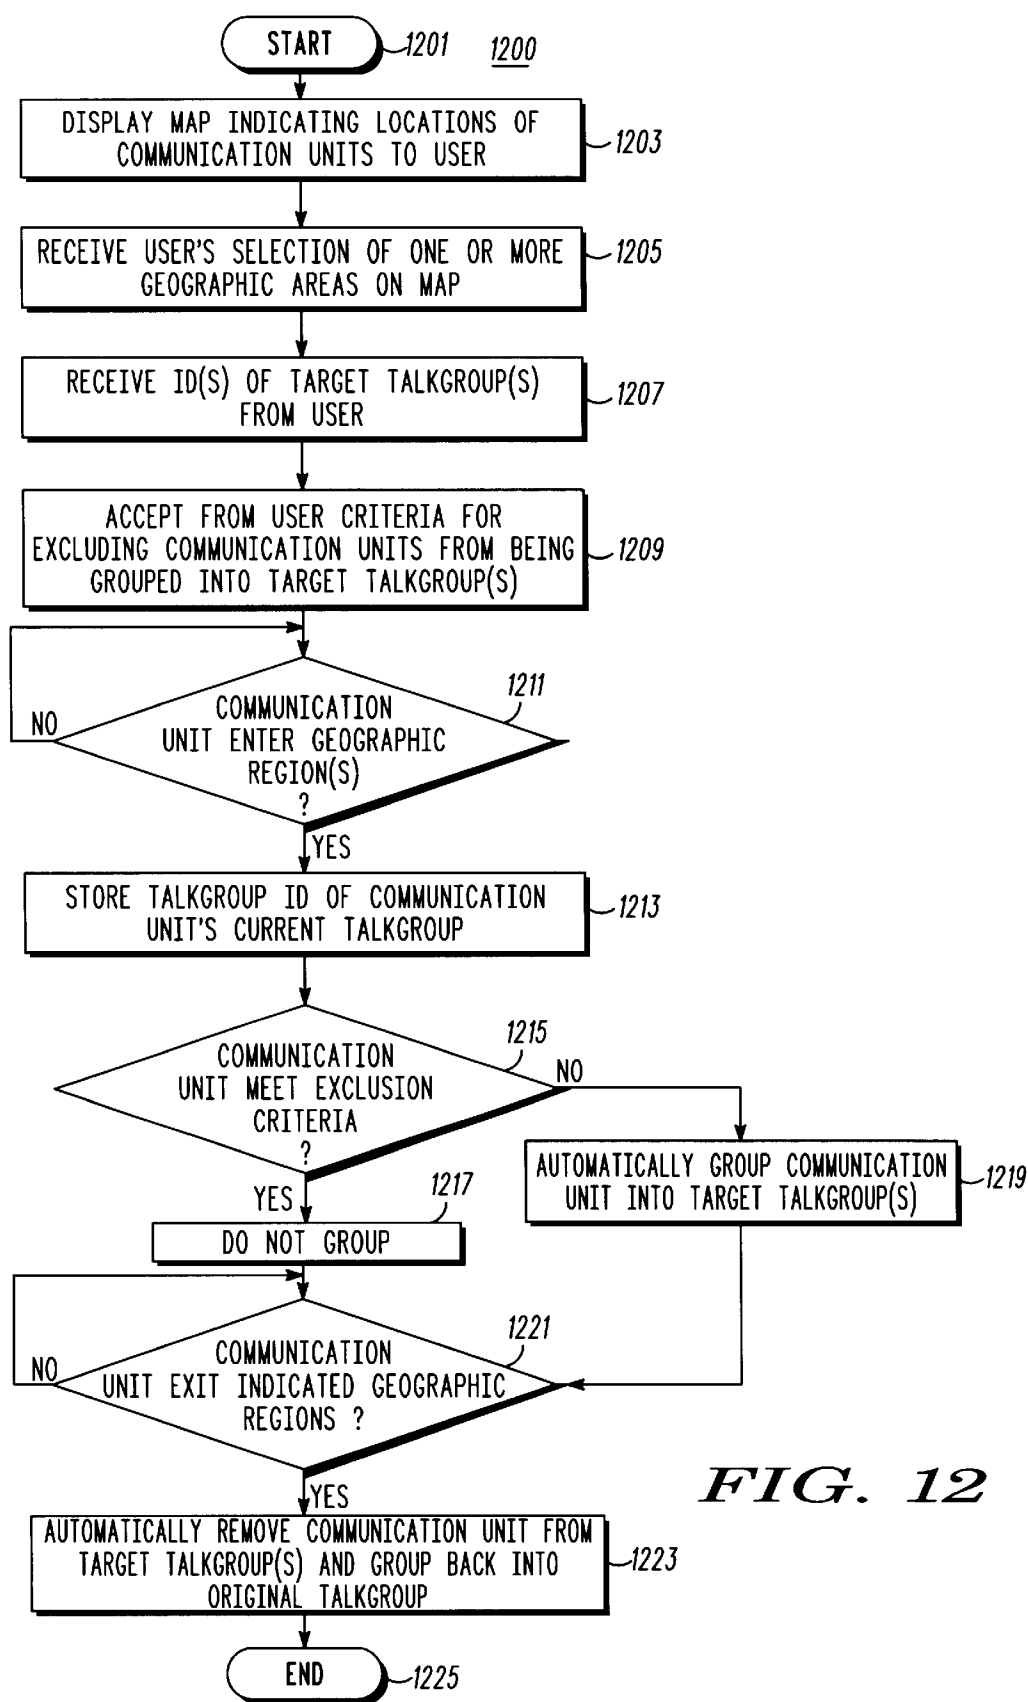 START
1201
1200
DISPLAY MAP INDICATING LOCATIONS OF
COMMUNICATION UNITS TO USER
1203
RECEIVE USER'S SELECTION OF ONE OR MORE
GEOGRAPHIC AREAS ON MAP
1205
RECEIVE ID(S) OF TARGET TALKGROUP(S)
FROM USER
1207
ACCEPT FROM USER CRITERIA FOR
EXCLUDING COMMUNICATION UNITS FROM BEING
GROUPED INTO TARGET TALKGROUP(S)
1209
COMMUNICATION
UNIT ENTER GEOGRAPHIC
REGION(S)
?
1211
NO
YES
STORE TALKGROUP ID OF COMMUNICATION
UNIT'S CURRENT TALKGROUP
1213
COMMUNICATION
UNIT MEET EXCLUSION
CRITERIA
?
1215
NO
YES
AUTOMATICALLY GROUP COMMUNICATION
UNIT INTO TARGET TALKGROUP(S)
1219
1217
DO NOT GROUP
COMMUNICATION
UNIT EXIT INDICATED GEOGRAPHIC
REGIONS ?
1221
NO
YES
FIG. 12
AUTOMATICALLY REMOVE COMMUNICATION UNIT FROM
TARGET TALKGROUP(S) AND GROUP BACK INTO
ORIGINAL TALKGROUP
1223
END
1225